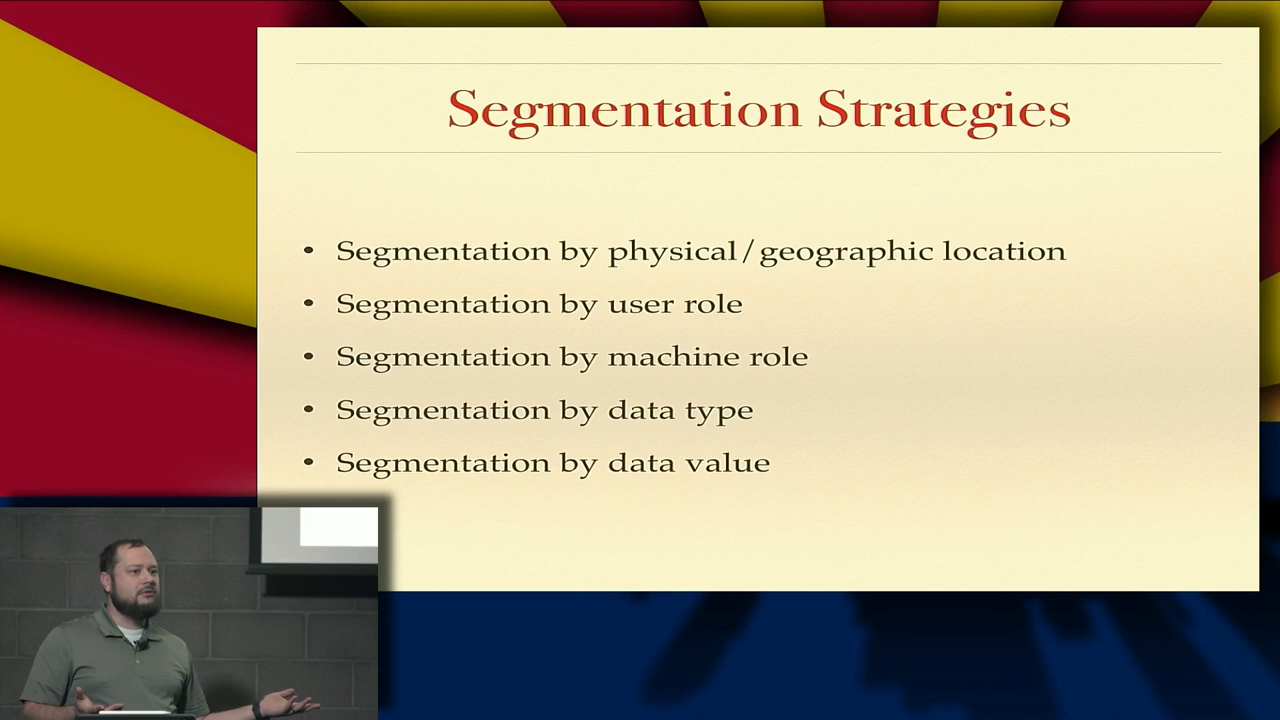 Segmentation Strategies
• Segmentation by physical/geographic location
• Segmentation by user role
• Segmentation by machine role
• Segmentation by data type
• Segmentation by data value